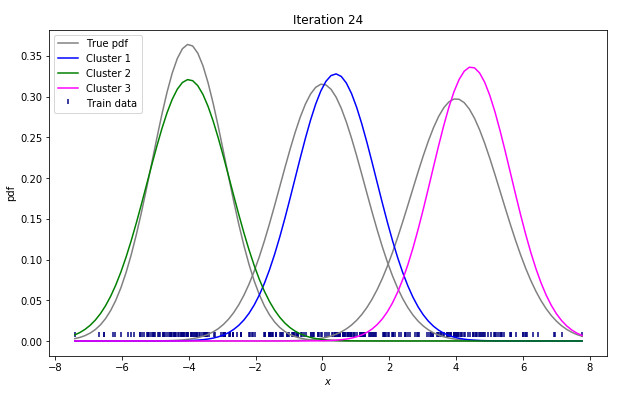 Iteration 24
True pdf
Cluster 1
Cluster 2
Cluster 3
Train data
pdf
0.35
0.30
0.25
0.20
0.15
0.10
0.05
0.00
−8 −6 −4 −2 0 2 4 6 8
x